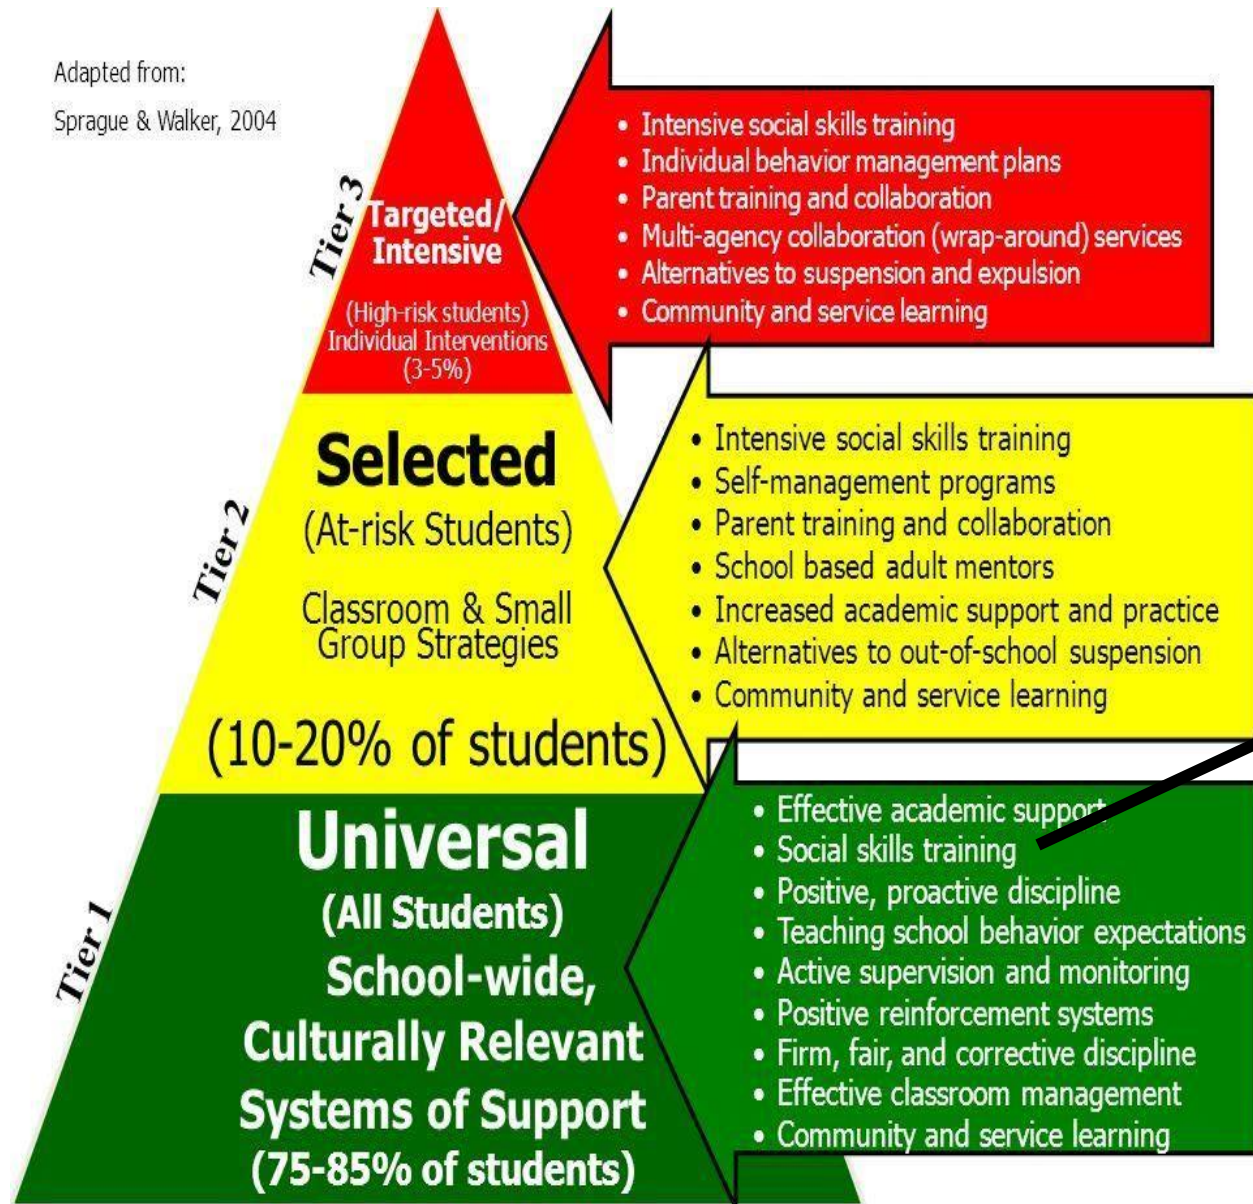 Adapted from:
Sprague & Walker, 2004
Tier 3
Targeted/
Intensive
(High-risk students)
Individual Interventions
(3-5%)
• Intensive social skills training
• Individual behavior management plans
• Parent training and collaboration
• Multi-agency collaboration (wrap-around) services
• Alternatives to suspension and expulsion
• Community and service learning
Tier 2
Selected
(At-risk Students)
Classroom & Small
Group Strategies
(10-20% of students)
• Intensive social skills training
• Self-management programs
• Parent training and collaboration
• School based adult mentors
• Increased academic support and practice
• Alternatives to out-of-school suspension
• Community and service learning
Tier 1
Universal
(All Students)
School-wide,
Culturally Relevant
Systems of Support
(75-85% of students)
• Effective academic support
• Social skills training
• Positive, proactive discipline
• Teaching school behavior expectations
• Active supervision and monitoring
• Positive reinforcement systems
• Firm, fair, and corrective discipline
• Effective classroom management
• Community and service learning